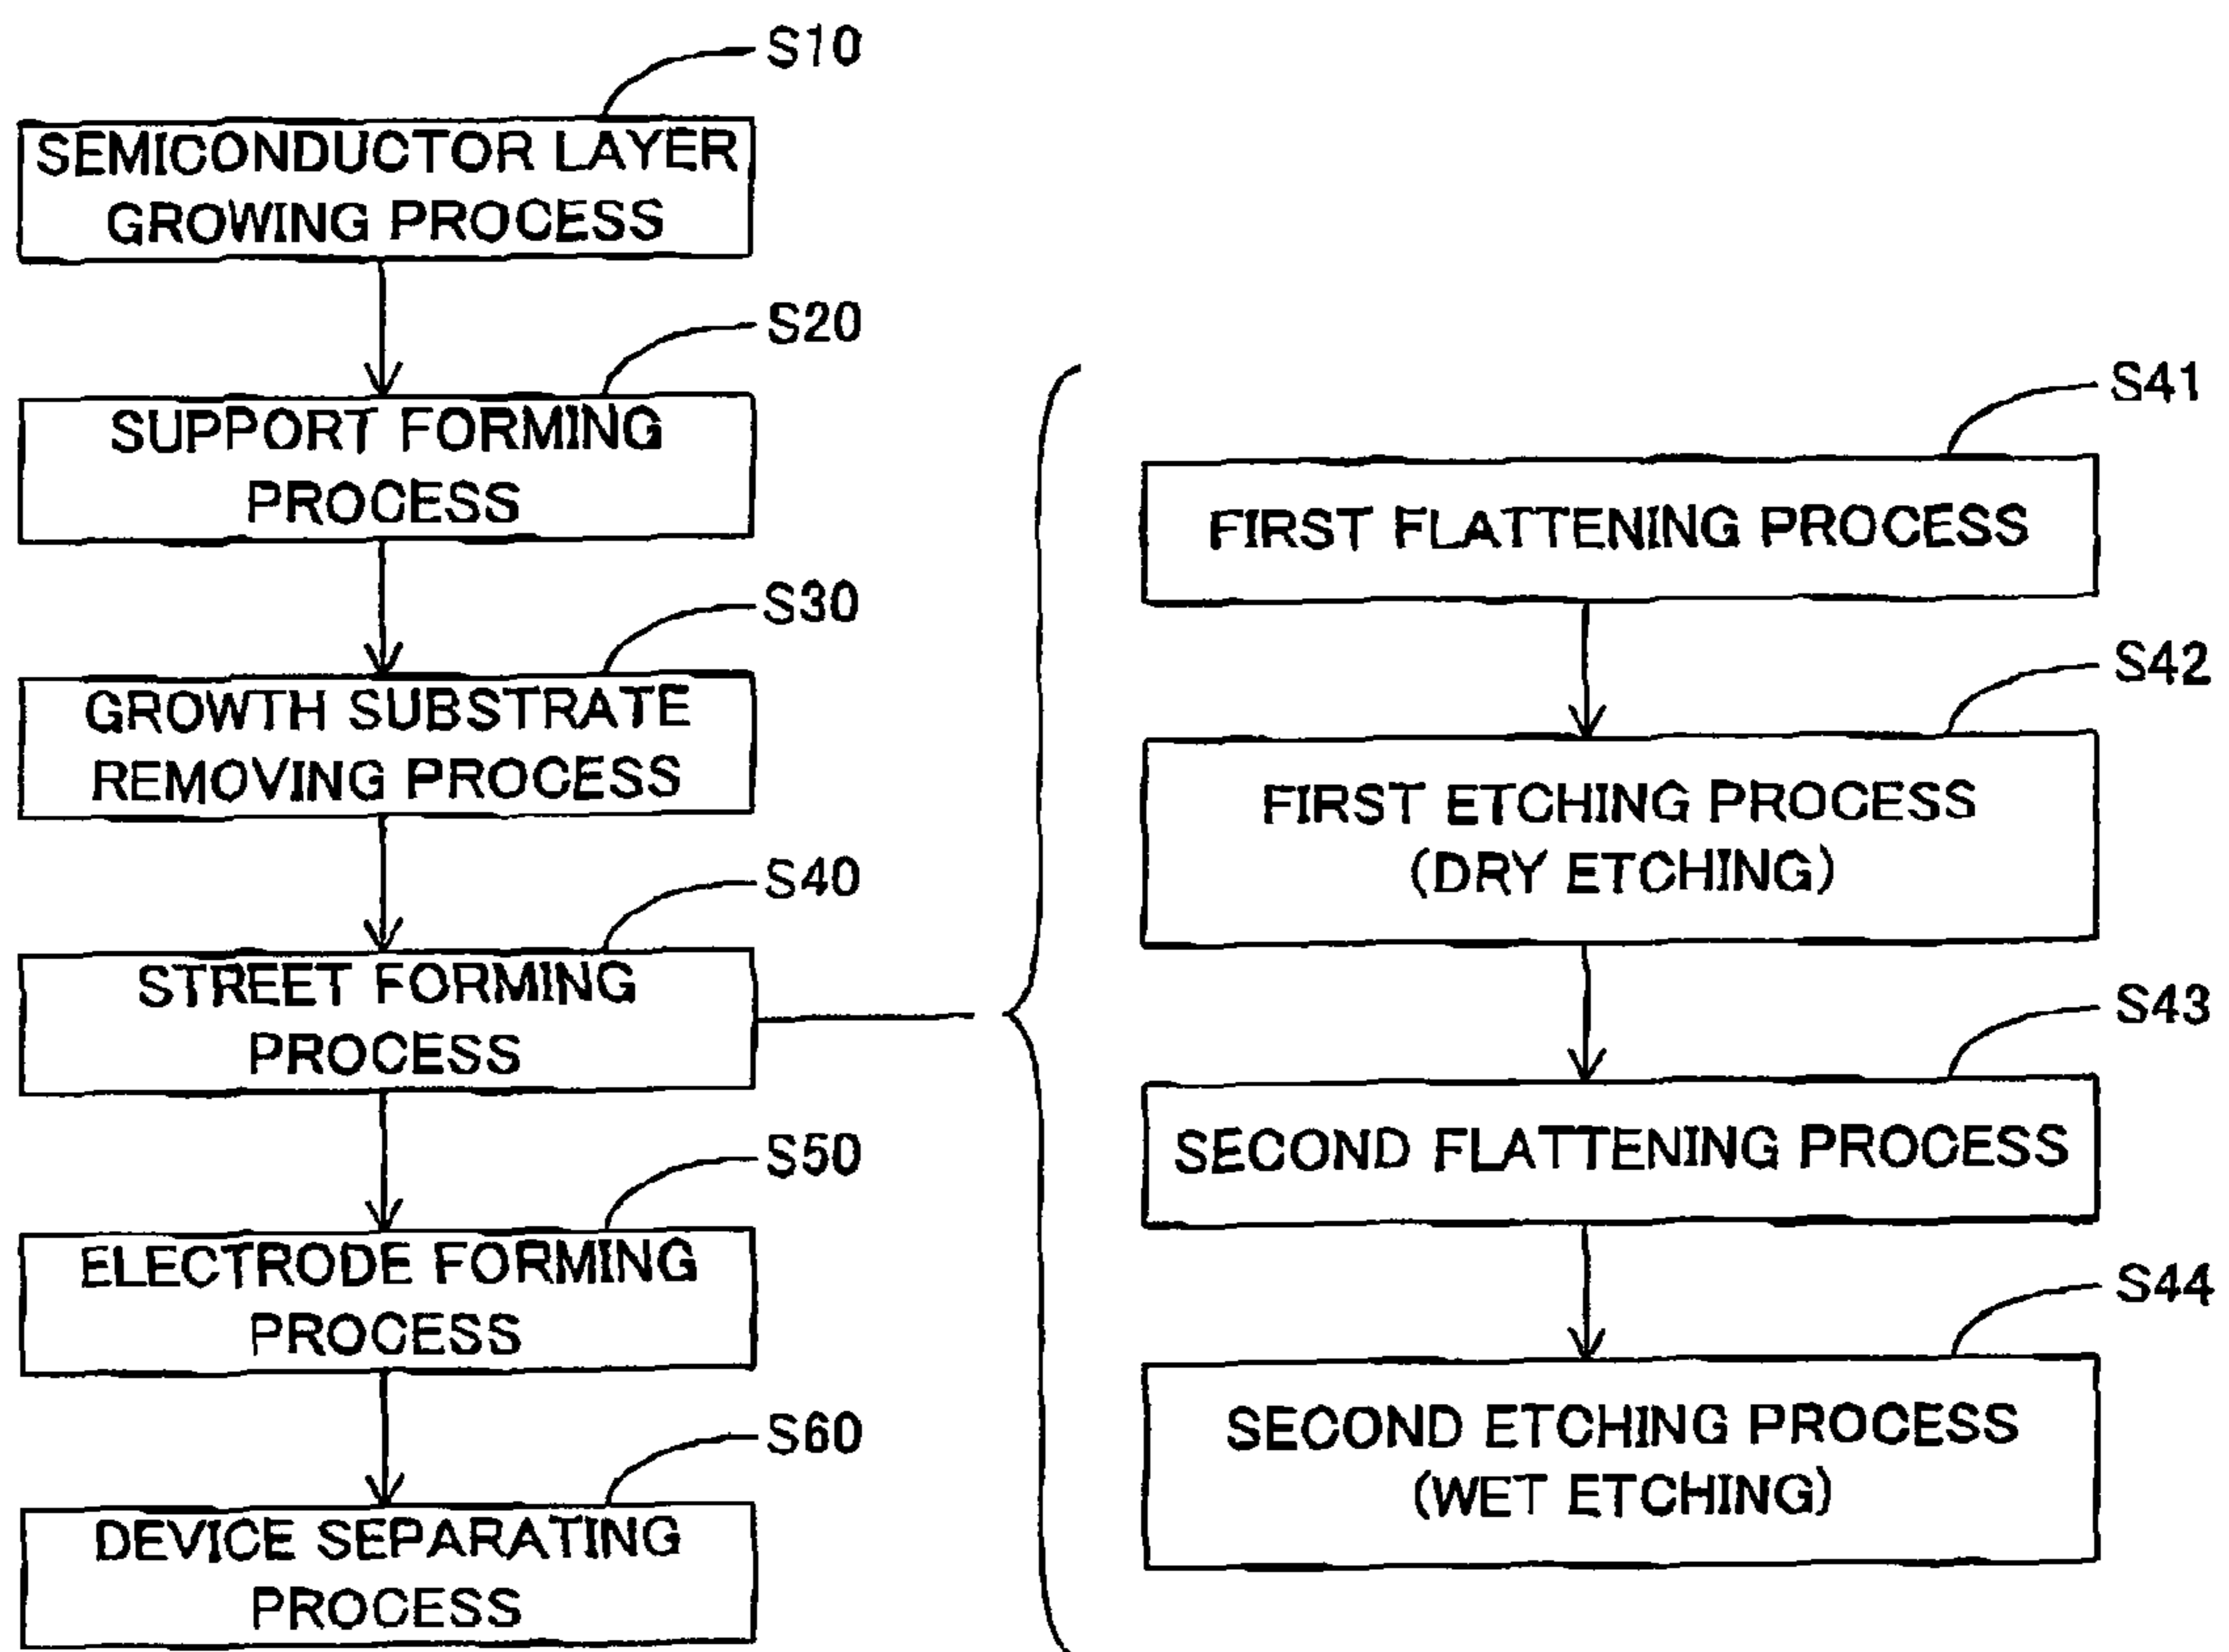 S10
SEMICONDUCTOR LAYER
GROWING PROCESS
S20
SUPPORT FORMING
PROCESS
S30
GROWTH SUBSTRATE
REMOVING PROCESS
S40
STREET FORMING
PROCESS
S50
ELECTRODE FORMING
PROCESS
S60
DEVICE SEPARATING
PROCESS
S41
FIRST FLATTENING PROCESS
S42
FIRST ETCHING PROCESS
(DRY ETCHING)
S43
SECOND FLATTENING PROCESS
S44
SECOND ETCHING PROCESS
(WET ETCHING)